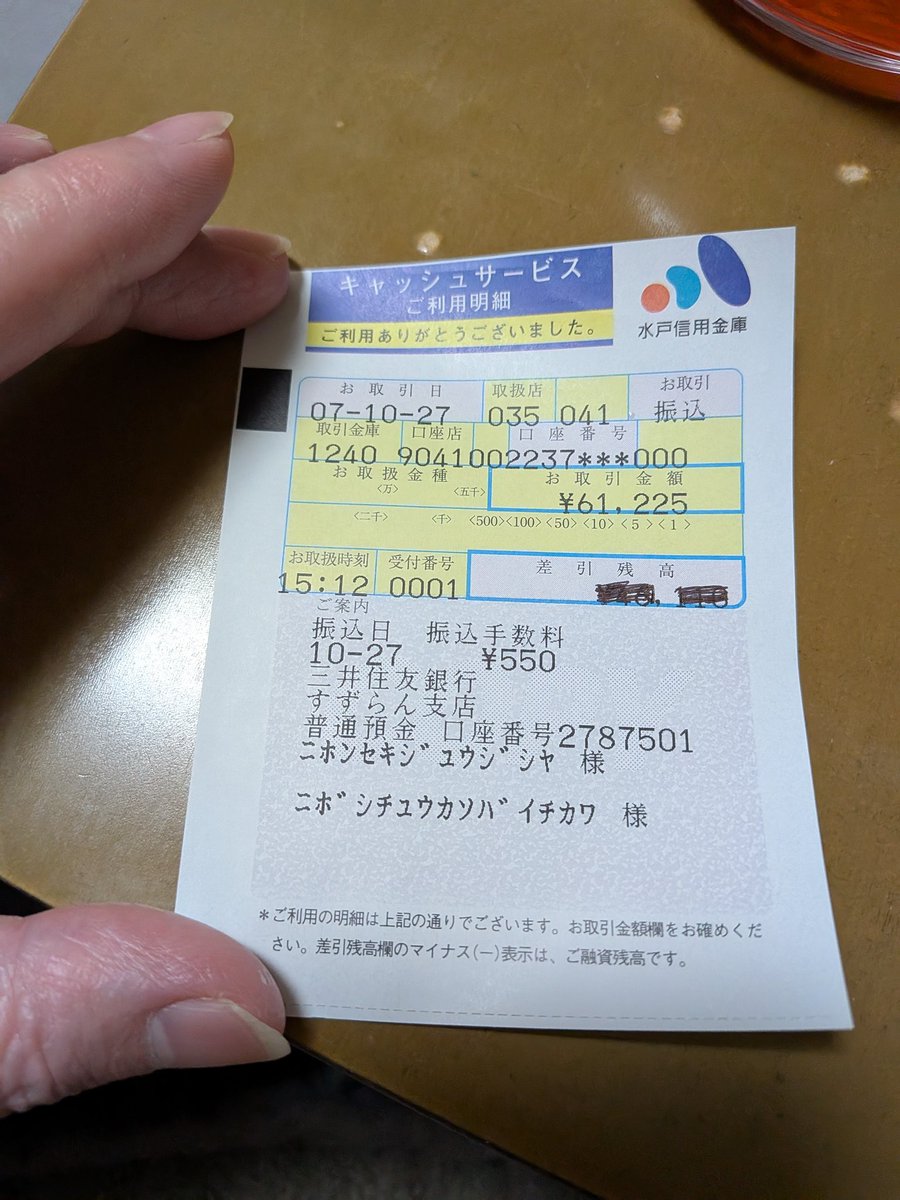 キャッシュサービス
ご利用明細
ご利用ありがとうございました。
水戸信用金庫
お取引日 取扱店 お取引
07-10-27 035 041 振込
取引金庫 口座店 口座番号
1240 9041002237***000
お取扱金種 お取引金額
〈万〉 〈五千〉
¥61,225
〈二千〉 〈千〉 〈500〉〈100〉〈50〉〈10〉〈5〉〈1〉
お取扱時刻 受付番号 差引残高
15:12 0001
ご案内
振込日 振込手数料
10-27 ¥550
三井住友銀行
すずらん支店
普通預金 口座番号2787501
ニホンセキジユウジシヤ 様
ニボシチユウカソバイチカワ 様
*ご利用の明細は上記の通りでございます。お取引金額欄をお確めくだ
さい。差引残高欄のマイナス(−)表示は、ご融資残高です。